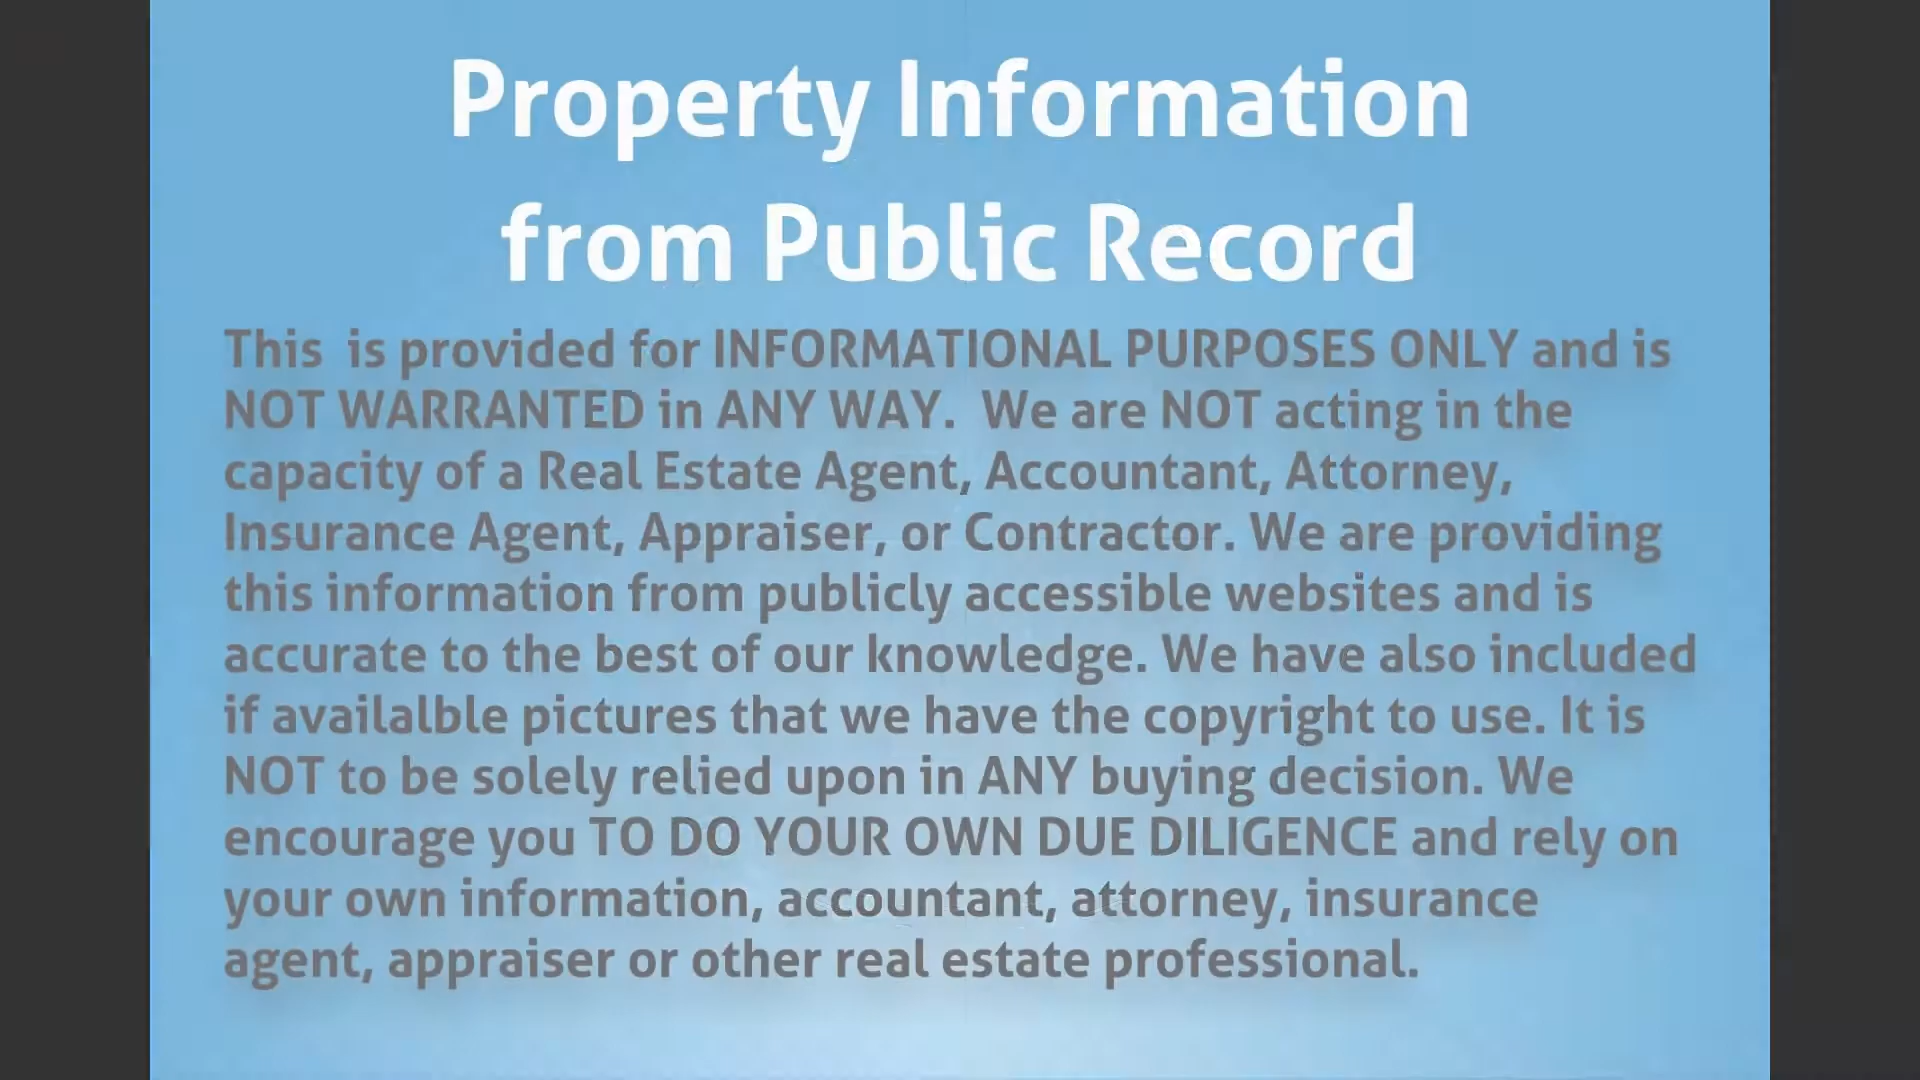 Property Information
from Public Record
This  is provided for INFORMATIONAL PURPOSES ONLY and is
NOT WARRANTED in ANY WAY.  We are NOT acting in the
capacity of a Real Estate Agent, Accountant, Attorney,
Insurance Agent, Appraiser, or Contractor. We are providing
this information from publicly accessible websites and is
accurate to the best of our knowledge. We have also included
if availalble pictures that we have the copyright to use. It is
NOT to be solely relied upon in ANY buying decision. We
encourage you TO DO YOUR OWN DUE DILIGENCE and rely on
your own information, accountant, attorney, insurance
agent, appraiser or other real estate professional.